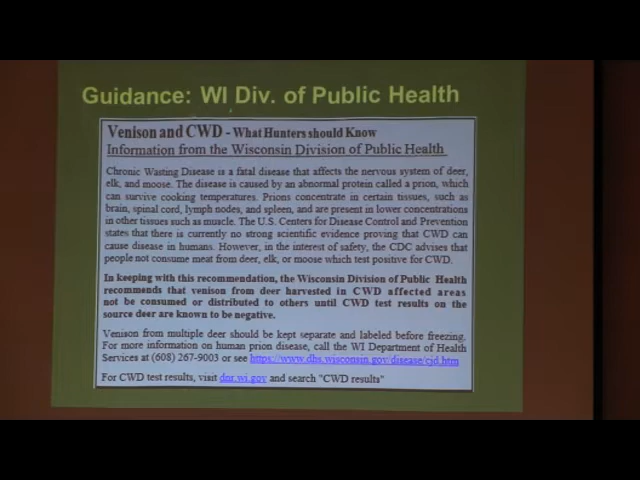 Guidance: WI Div. of Public Health
Venison and CWD - What Hunters should Know
Information from the Wisconsin Division of Public Health
Chronic Wasting Disease is a fatal disease that affects the nervous system of deer,
elk, and moose. The disease is caused by an abnormal protein called a prion, which
can survive cooking temperatures. Prions concentrate in certain tissues, such as
brain, spinal cord, lymph nodes, and spleen, and are present in lower concentrations
in other tissues such as muscle. The U.S. Centers for Disease Control and Prevention
states that there is currently no strong scientific evidence proving that CWD can
cause disease in humans. However, in the interest of safety, the CDC advises that
people not consume meat from deer, elk, or moose which test positive for CWD.
In keeping with this recommendation, the Wisconsin Division of Public Health
recommends that venison from deer harvested in CWD affected areas
not be consumed or distributed to others until CWD test results on the
source deer are known to be negative.
Venison from multiple deer should be kept separate and labeled before freezing.
For more information on human prion disease, call the WI Department of Health
Services at (608) 267-9003 or see https://www.dhs.wisconsin.gov/disease/cjd.htm
For CWD test results, visit dnr.wi.gov and search "CWD results"